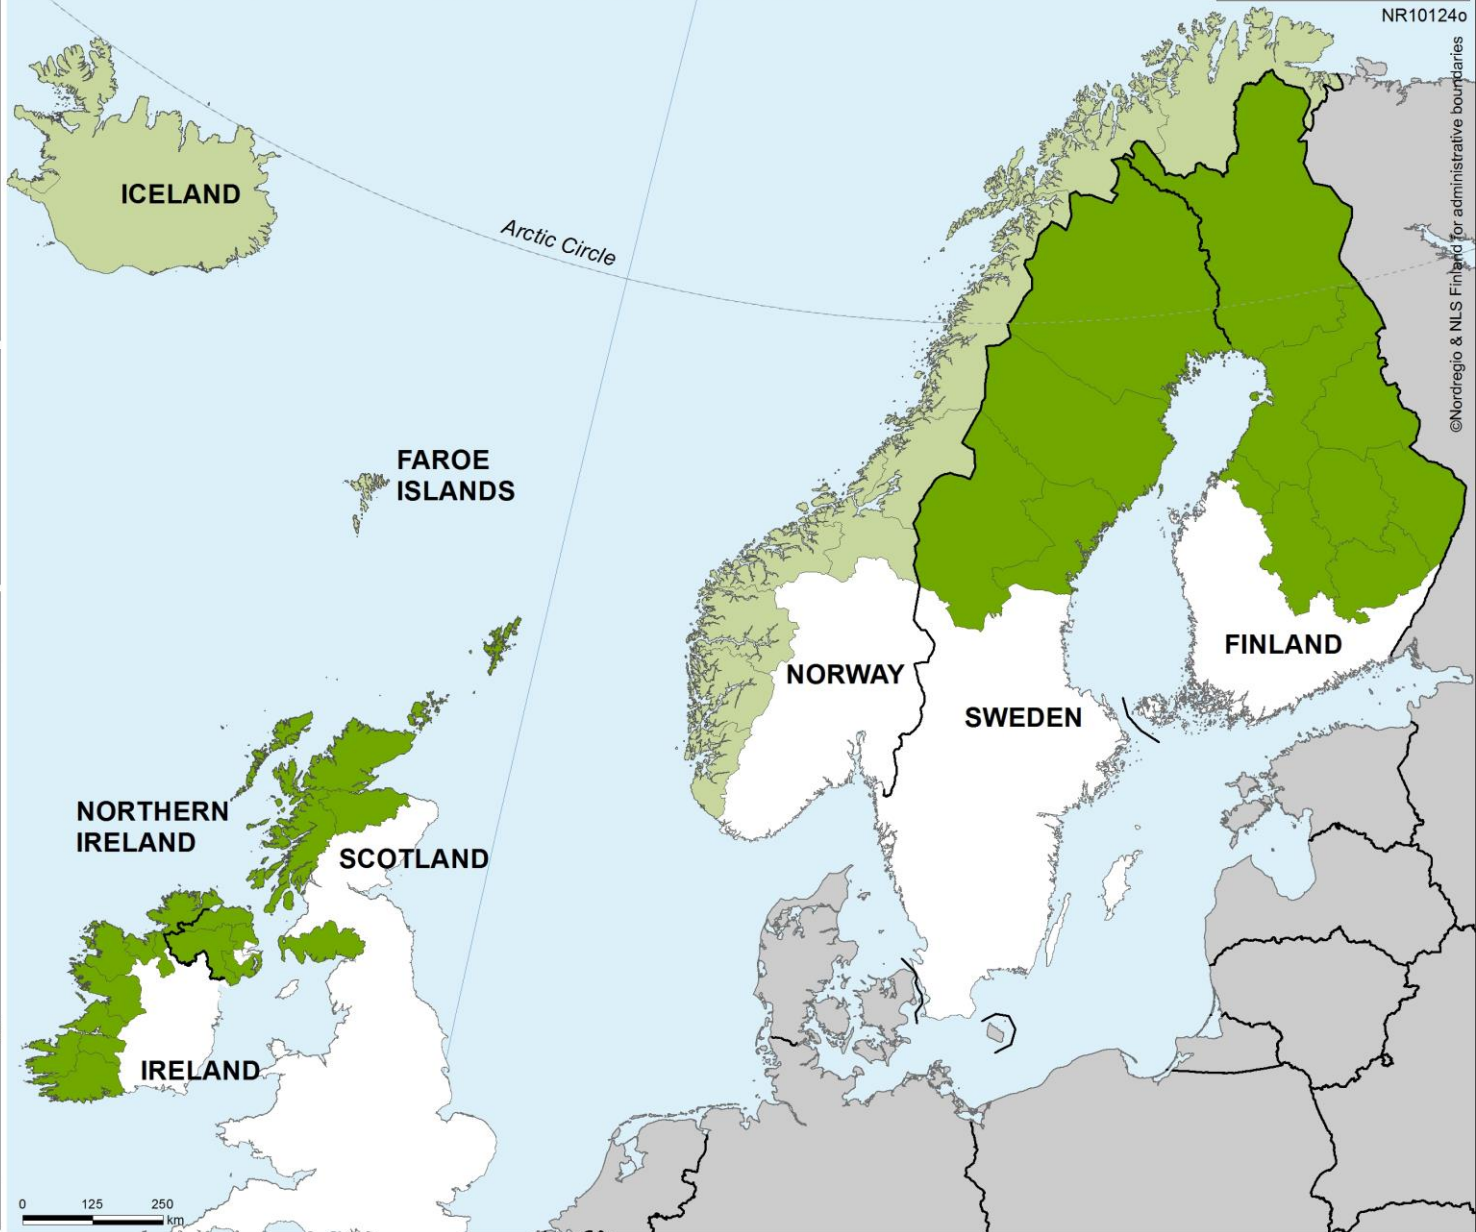 NR10124o
©Nordregio & NLS Finland for administrative boundaries
ICELAND
Arctic Circle
FAROE
ISLANDS
FINLAND
NORWAY
SWEDEN
NORTHERN
IRELAND
SCOTLAND
IRELAND
0 125 250
km